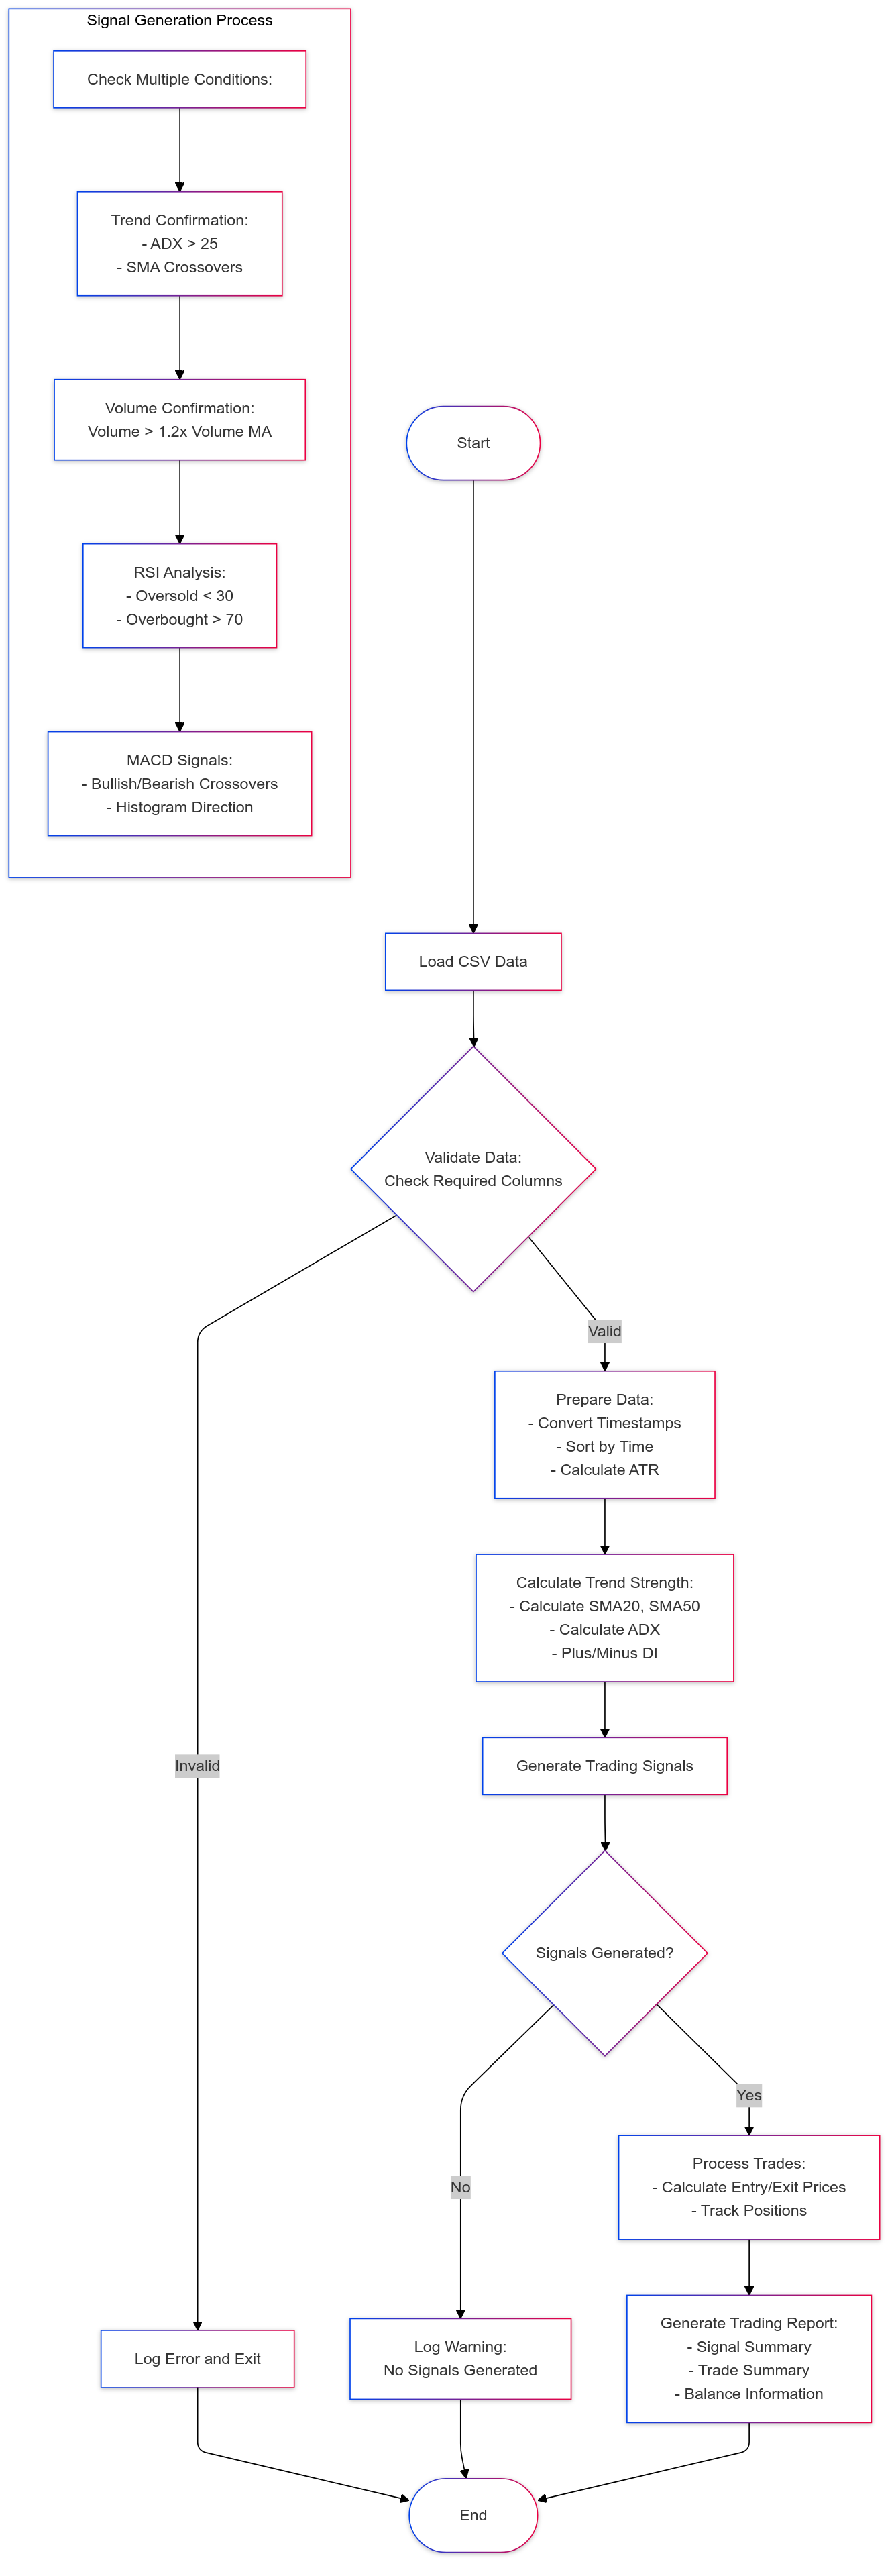 Signal Generation Process
Check Multiple Conditions:
Trend Confirmation:
- ADX > 25
- SMA Crossovers
Volume Confirmation:
Volume > 1.2x Volume MA
RSI Analysis:
- Oversold < 30
- Overbought > 70
MACD Signals:
- Bullish/Bearish Crossovers
- Histogram Direction
Start
Load CSV Data
Validate Data:
Check Required Columns
Valid
Prepare Data:
- Convert Timestamps
- Sort by Time
- Calculate ATR
Calculate Trend Strength:
- Calculate SMA20, SMA50
- Calculate ADX
- Plus/Minus DI
Invalid
Generate Trading Signals
Signals Generated?
Yes
No
Process Trades:
- Calculate Entry/Exit Prices
- Track Positions
Log Error and Exit
Log Warning:
No Signals Generated
Generate Trading Report:
- Signal Summary
- Trade Summary
- Balance Information
End